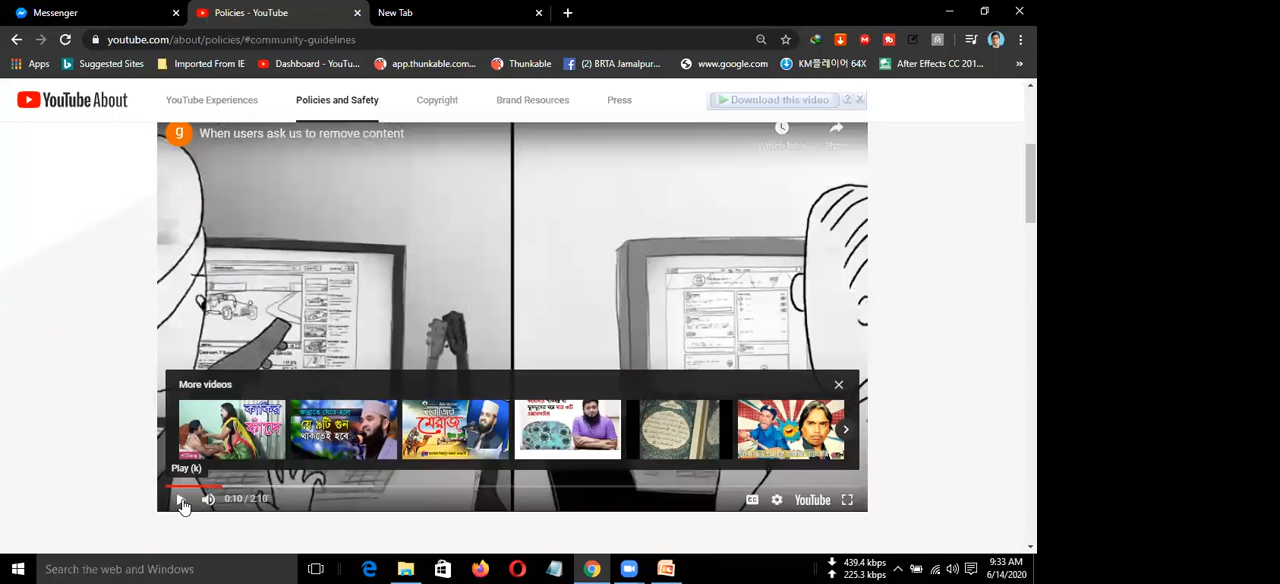 Messenger
Policies - YouTube
New Tab
youtube.com/about/policies/#community-guidelines
Apps
Suggested Sites
Imported From IE
Dashboard - YouTu...
app.thunkable.com...
Thunkable
(2) BRTA Jamalpur...
www.google.com
KM플레이어 64X
After Effects CC 201...
»
YouTube About
YouTube Experiences
Policies and Safety
Copyright
Brand Resources
Press
Download this video
g
When users ask us to remove content
Watch later
Share
More videos
Play (k)
0:10 / 2:10
CC
YouTube
Search the web and Windows
439.4 kbps
225.3 kbps
9:33 AM
6/14/2020